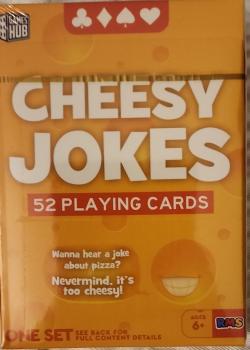 GAMES
HUB
CHEESY
JOKES
52 PLAYING CARDS
Wanna hear a joke
about pizza?
Nevermind, it's
too cheesy!
AGES
6+
RMS
ONE SET SEE BACK FOR
FULL CONTENT DETAILS